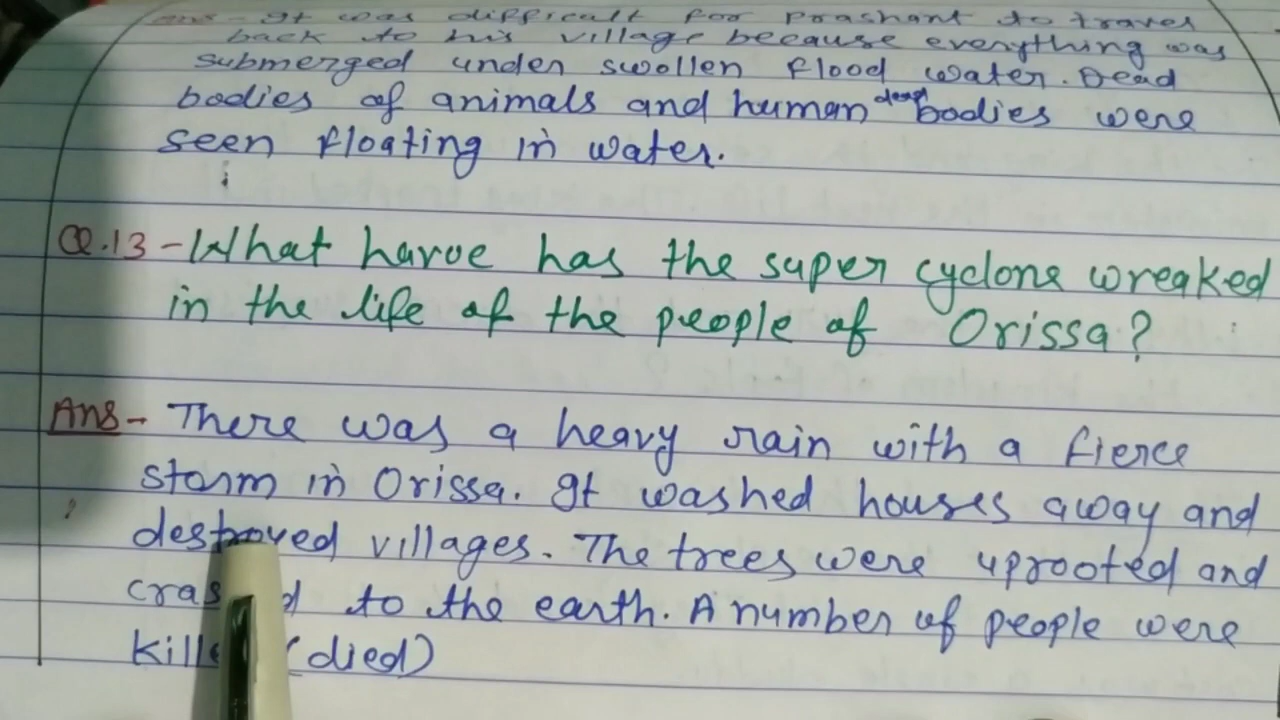 Ans- It was difficult for Prashant to travel
back to his village because everything was
submerged under swollen flood water. Dead
bodies of animals and human dead bodies were
seen floating in water.
Q.13- What havoc has the super cyclone wreaked
in the life of the people of Orissa?
Ans- There was a heavy rain with a fierce
storm in Orissa. It washed houses away and
destroyed villages. The trees were uprooted and
to the earth. A number of people were
(died)